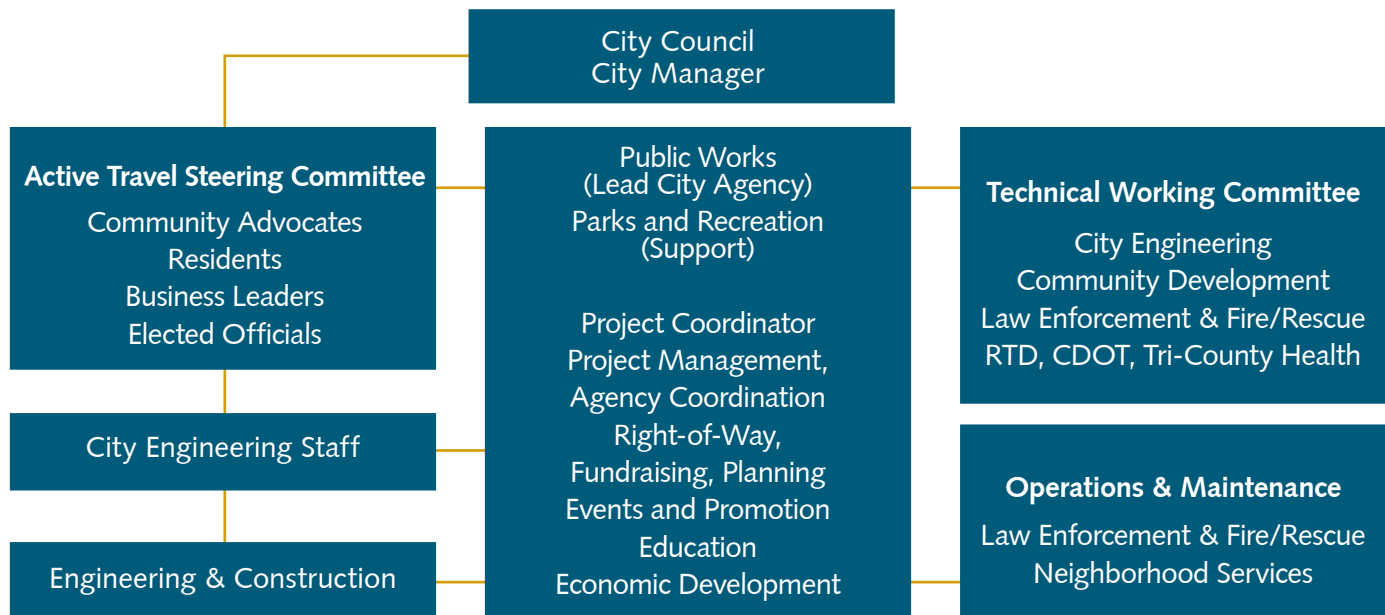 City Council
City Manager
Active Travel Steering Committee
Community Advocates
Residents
Business Leaders
Elected Officials
Public Works
(Lead City Agency)
Parks and Recreation
(Support)
Project Coordinator
Project Management,
Agency Coordination
Right-of-Way,
Fundraising, Planning
Events and Promotion
Education
Economic Development
Technical Working Committee
City Engineering
Community Development
Law Enforcement & Fire/Rescue
RTD, CDOT, Tri-County Health
City Engineering Staff
Operations & Maintenance
Law Enforcement & Fire/Rescue
Neighborhood Services
Engineering & Construction